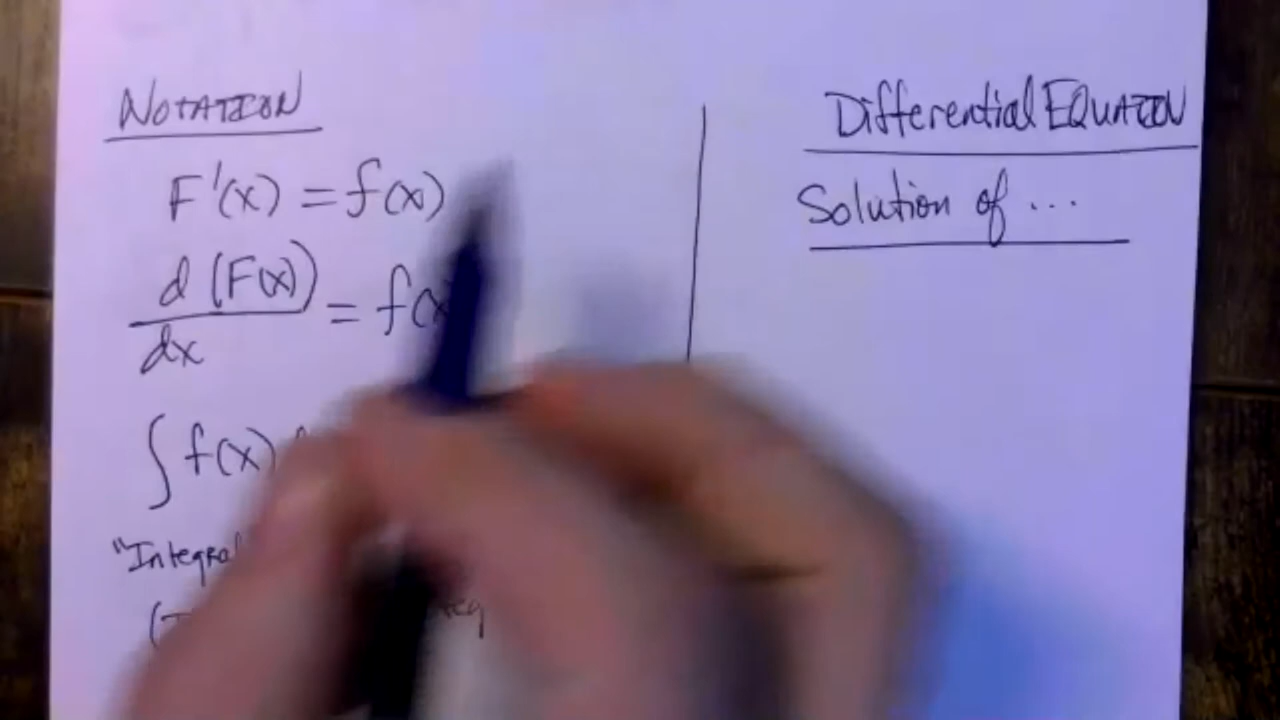 NOTATION
F'(x) = f(x)
d (F(x))
dx
= f(x
∫ f(x)
"Integral
Differential EQUATION
Solution of ...